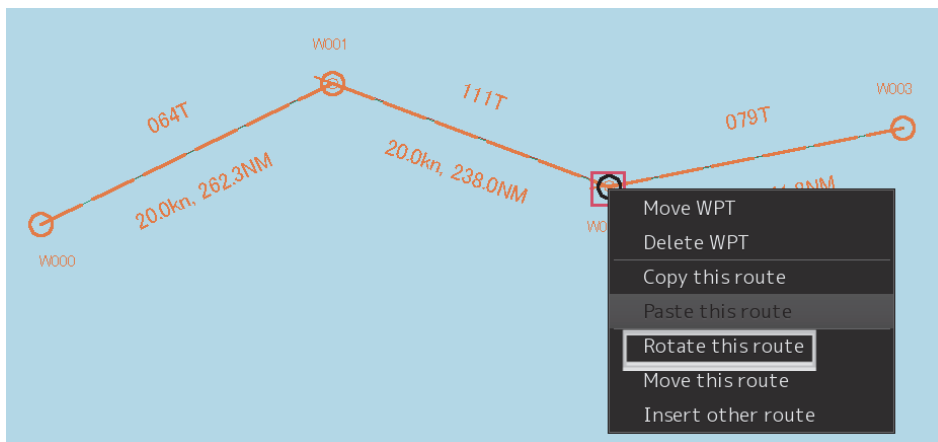 W001
W003
064T
111T
079T
20.0kn, 262.3NM
20.0kn, 238.0NM
W000
Move WPT
Delete WPT
Copy this route
Paste this route
Rotate this route
Move this route
Insert other route